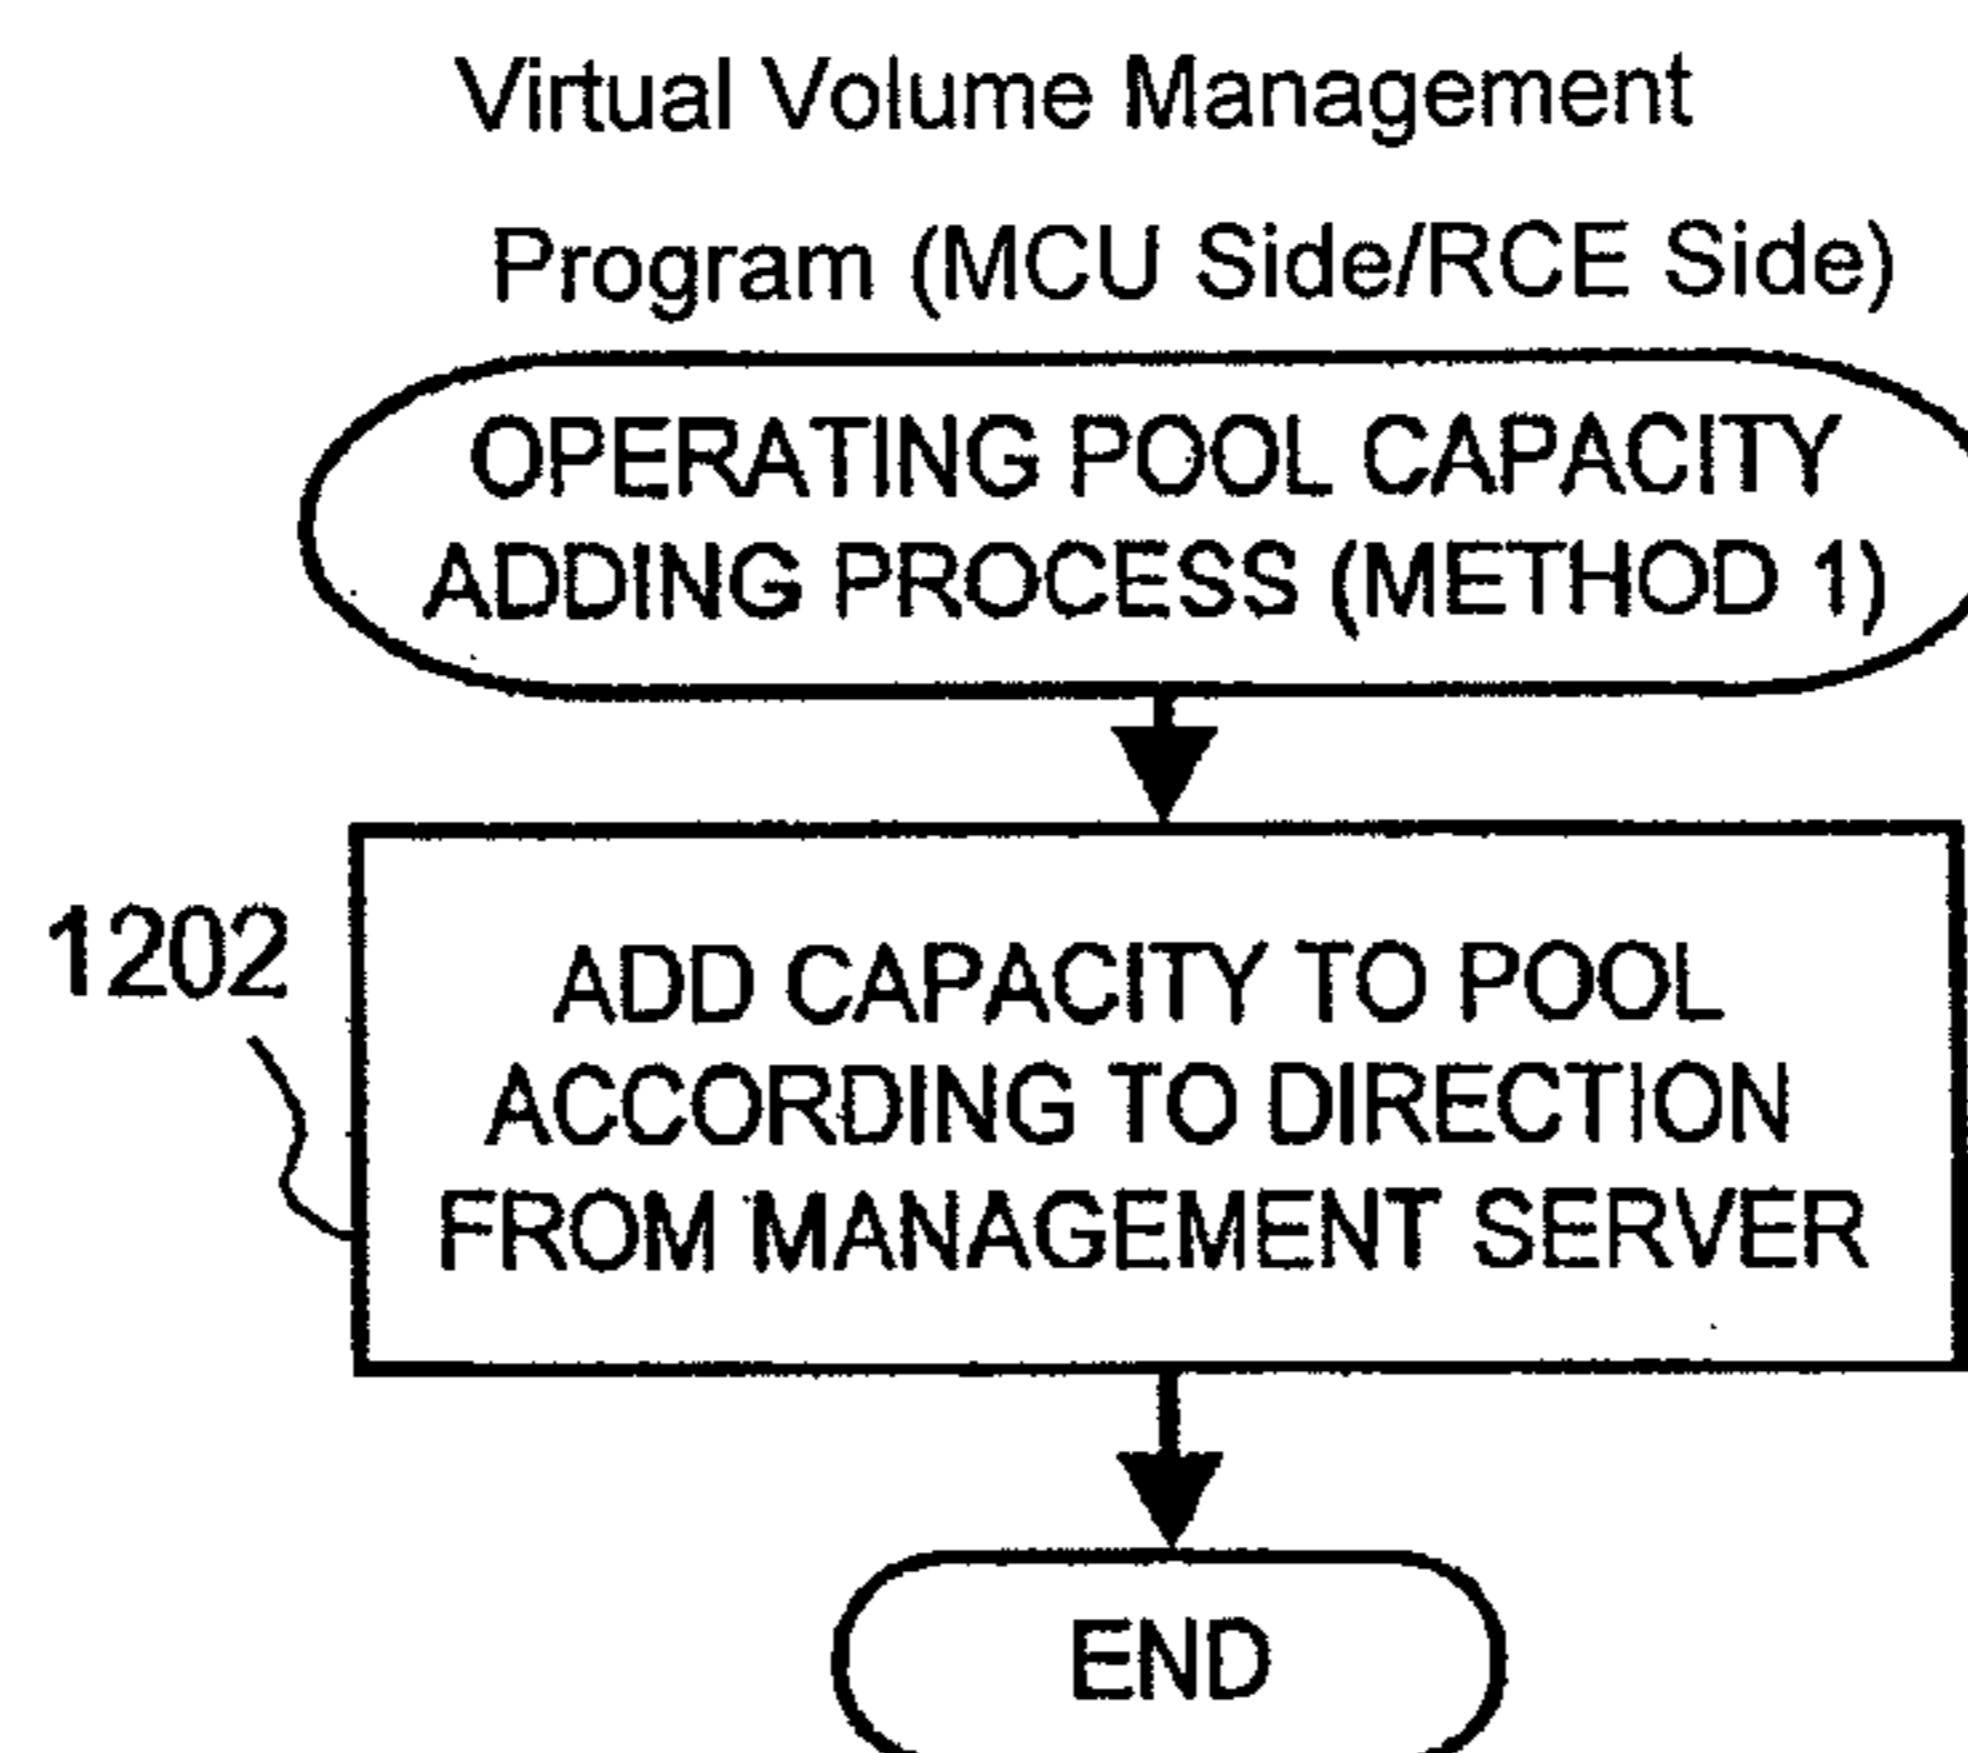 Virtual Volume Management
Program (MCU Side/RCE Side)
OPERATING POOL CAPACITY
ADDING PROCESS (METHOD 1)
1202
ADD CAPACITY TO POOL
ACCORDING TO DIRECTION
FROM MANAGEMENT SERVER
END